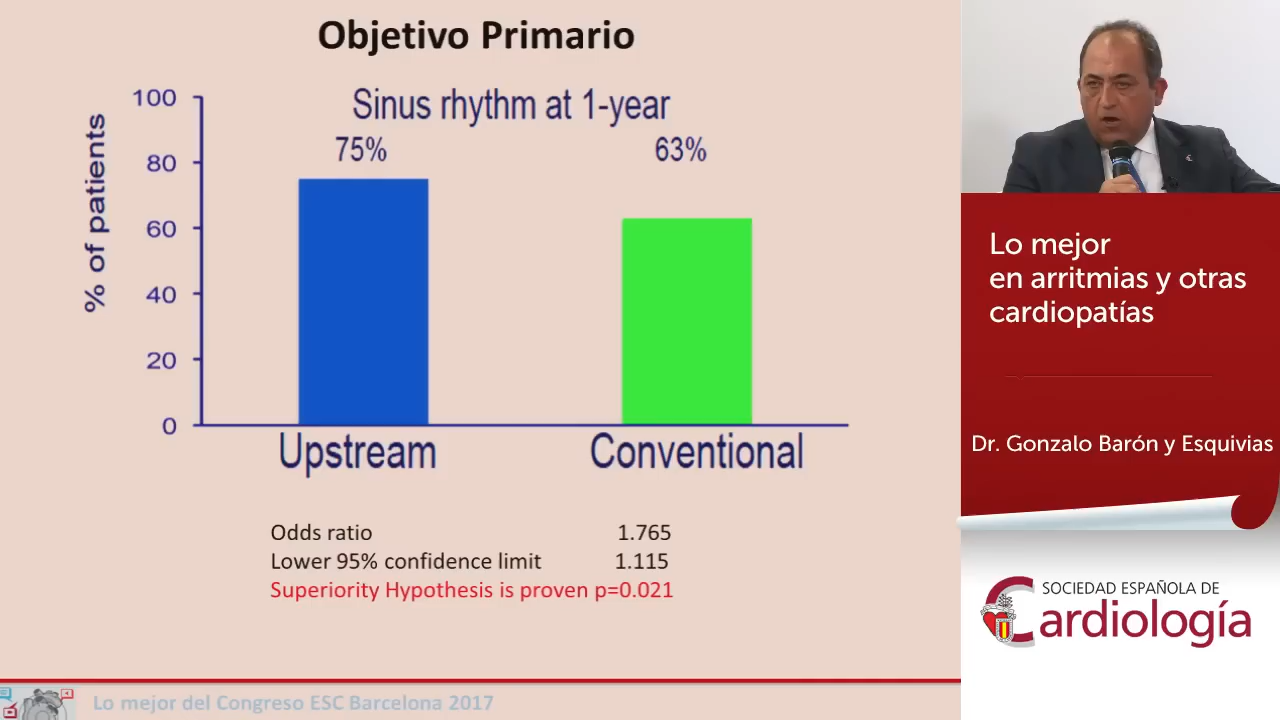 Objetivo Primario
Sinus rhythm at 1-year
75%
63%
% of patients
100
80
60
40
20
0
Upstream
Conventional
Odds ratio 1.765
Lower 95% confidence limit 1.115
Superiority Hypothesis is proven p=0.021
Lo mejor del Congreso ESC Barcelona 2017
Lo mejor
en arritmias y otras
cardiopatías
Dr. Gonzalo Barón y Esquivias
SOCIEDAD ESPAÑOLA DE
Cardiología